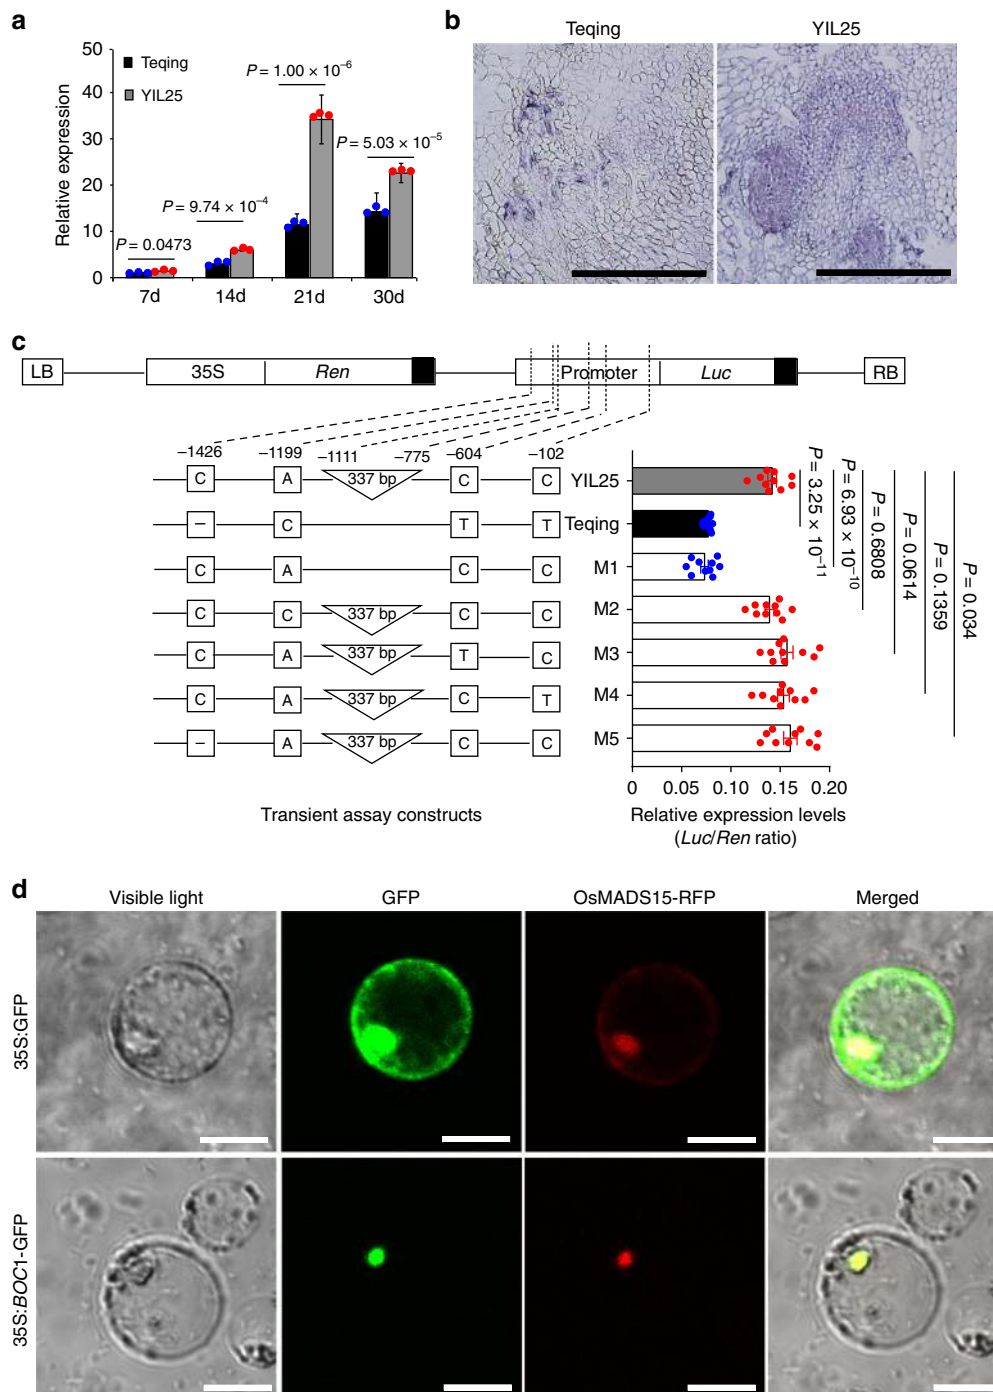 a
50
40
30
20
10
0
Relative expression
Teqing
YIL25
P = 0.0473
P = 9.74 × 10⁻⁴
P = 1.00 × 10⁻⁶
P = 5.03 × 10⁻⁵
7d 14d 21d 30d
b
Teqing YIL25
c
LB 35S Ren Promoter Luc RB
–1426 –1199 –1111 –775 –604 –102
C A 337 bp C C YIL25
– C T T Teqing
C A C C M1
C C 337 bp C C M2
C A 337 bp T C M3
C A 337 bp C T M4
– A 337 bp C C M5
P = 3.25 × 10⁻¹¹
P = 6.93 × 10⁻¹⁰
P = 0.6808
P = 0.0614
P = 0.1359
P = 0.034
0 0.05 0.10 0.15 0.20
Transient assay constructs
Relative expression levels
(Luc/Ren ratio)
d
Visible light GFP OsMADS15-RFP Merged
35S:GFP
35S:BOC1-GFP